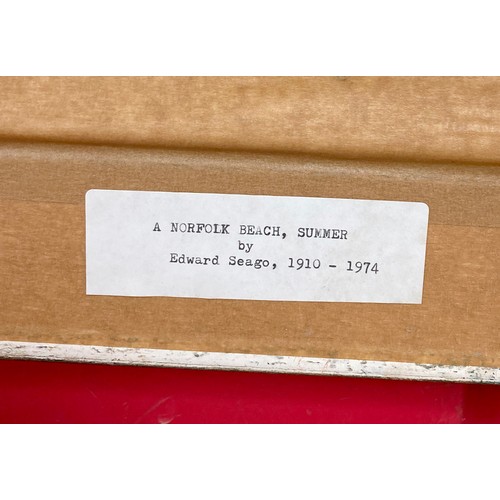 A NORFOLK BEACH, SUMMER
by
Edward Seago, 1910 - 1974